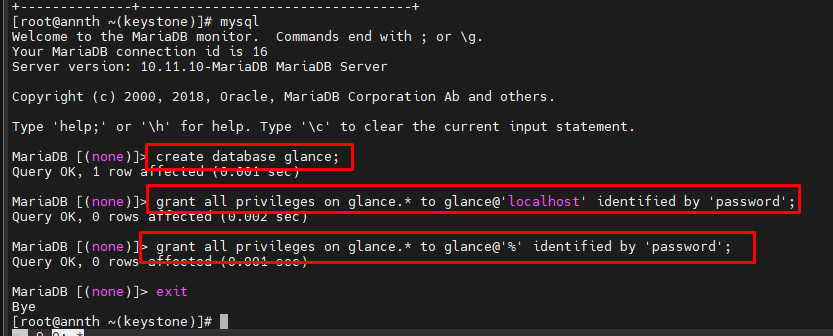 +--------------+----------------------------------+
[root@annth ~(keystone)]# mysql
Welcome to the MariaDB monitor.  Commands end with ; or \g.
Your MariaDB connection id is 16
Server version: 10.11.10-MariaDB MariaDB Server
Copyright (c) 2000, 2018, Oracle, MariaDB Corporation Ab and others.
Type 'help;' or '\h' for help. Type '\c' to clear the current input statement.
MariaDB [(none)]> create database glance;
Query OK, 1 row affected (0.001 sec)
MariaDB [(none)]> grant all privileges on glance.* to glance@'localhost' identified by 'password';
Query OK, 0 rows affected (0.002 sec)
MariaDB [(none)]> grant all privileges on glance.* to glance@'%' identified by 'password';
Query OK, 0 rows affected (0.001 sec)
MariaDB [(none)]> exit
Bye
[root@annth ~(keystone)]#